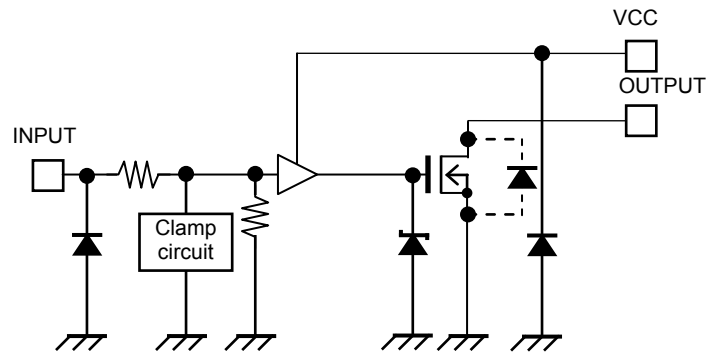 VCC
OUTPUT
INPUT
Clamp
circuit